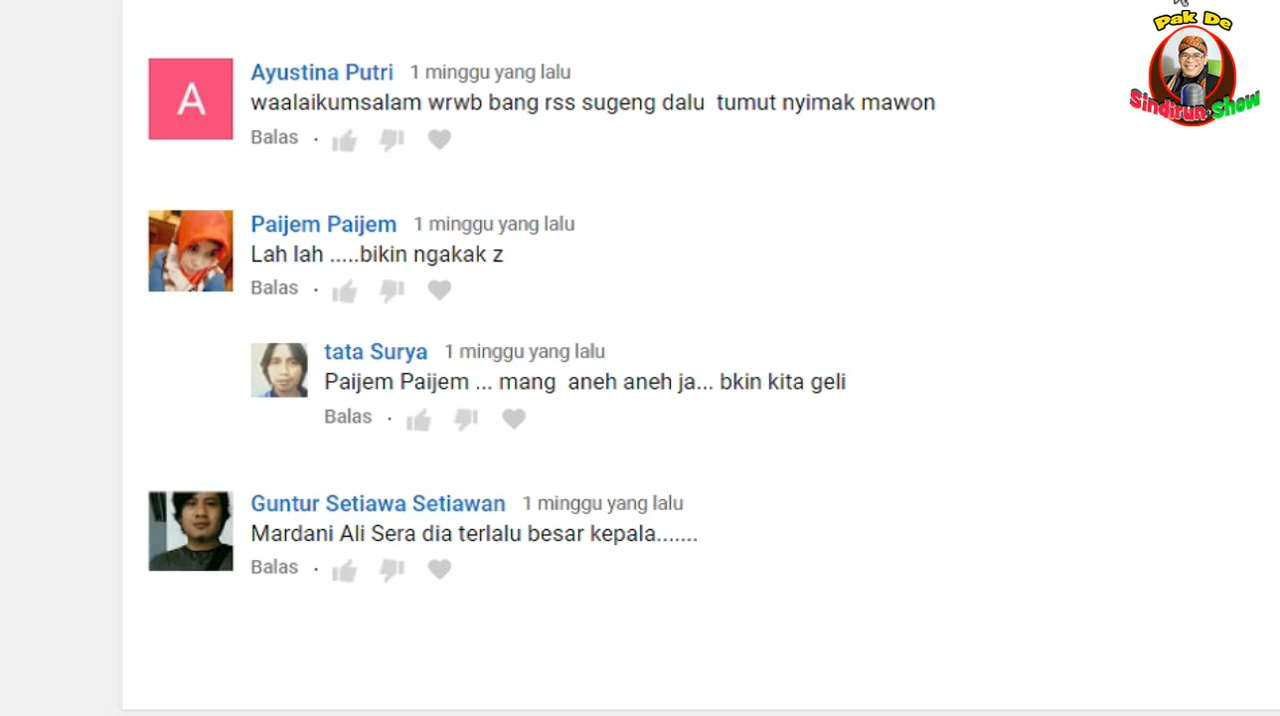 Pak De
Sindirun Show
Ayustina Putri 1 minggu yang lalu
waalaikumsalam wrwb bang rss sugeng dalu tumut nyimak mawon
Balas ·
A
Paijem Paijem 1 minggu yang lalu
Lah lah .....bikin ngakak z
Balas ·
tata Surya 1 minggu yang lalu
Paijem Paijem ... mang aneh aneh ja... bkin kita geli
Balas ·
Guntur Setiawa Setiawan 1 minggu yang lalu
Mardani Ali Sera dia terlalu besar kepala.......
Balas ·